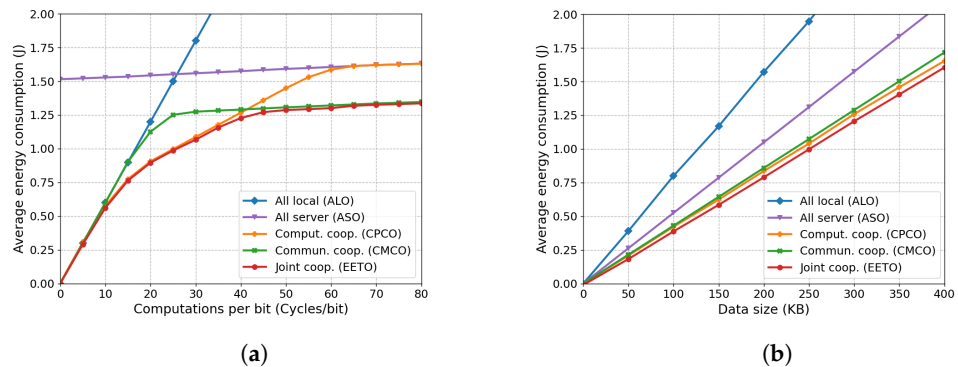 Average energy consumption (J)
2.00
1.75
1.50
1.25
1.00
0.75
0.50
0.25
0.00
0 10 20 30 40 50 60 70 80
Computations per bit (Cycles/bit)
All local (ALO)
All server (ASO)
Comput. coop. (CPCO)
Commun. coop. (CMCO)
Joint coop. (EETO)
(a)
Average energy consumption (J)
2.00
1.75
1.50
1.25
1.00
0.75
0.50
0.25
0.00
0 50 100 150 200 250 300 350 400
Data size (KB)
All local (ALO)
All server (ASO)
Comput. coop. (CPCO)
Commun. coop. (CMCO)
Joint coop. (EETO)
(b)